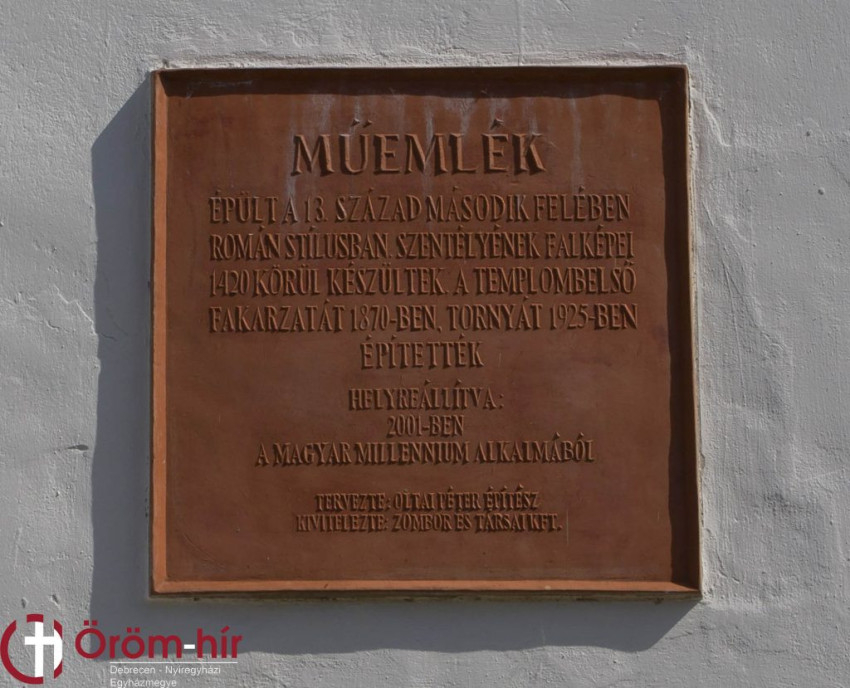 MŰEMLÉK
ÉPÜLT A 13. SZÁZAD MÁSODIK FELÉBEN
ROMÁN STÍLUSBAN. SZENTÉLYÉNEK FALKÉPEI
1420 KÖRÜL KÉSZÜLTEK. A TEMPLOMBELSŐ
FAKARZATÁT 1870-BEN, TORNYÁT 1925-BEN
ÉPÍTETTÉK
HELYREÁLLÍTVA:
2001-BEN
A MAGYAR MILLENNIUM ALKALMÁBÓL
TERVEZTE: OLTAI PÉTER ÉPÍTÉSZ
KIVITELEZTE: ZOMBOR ÉS TÁRSAI KFT.
Öröm-hír
Debrecen - Nyíregyházi
Egyházmegye